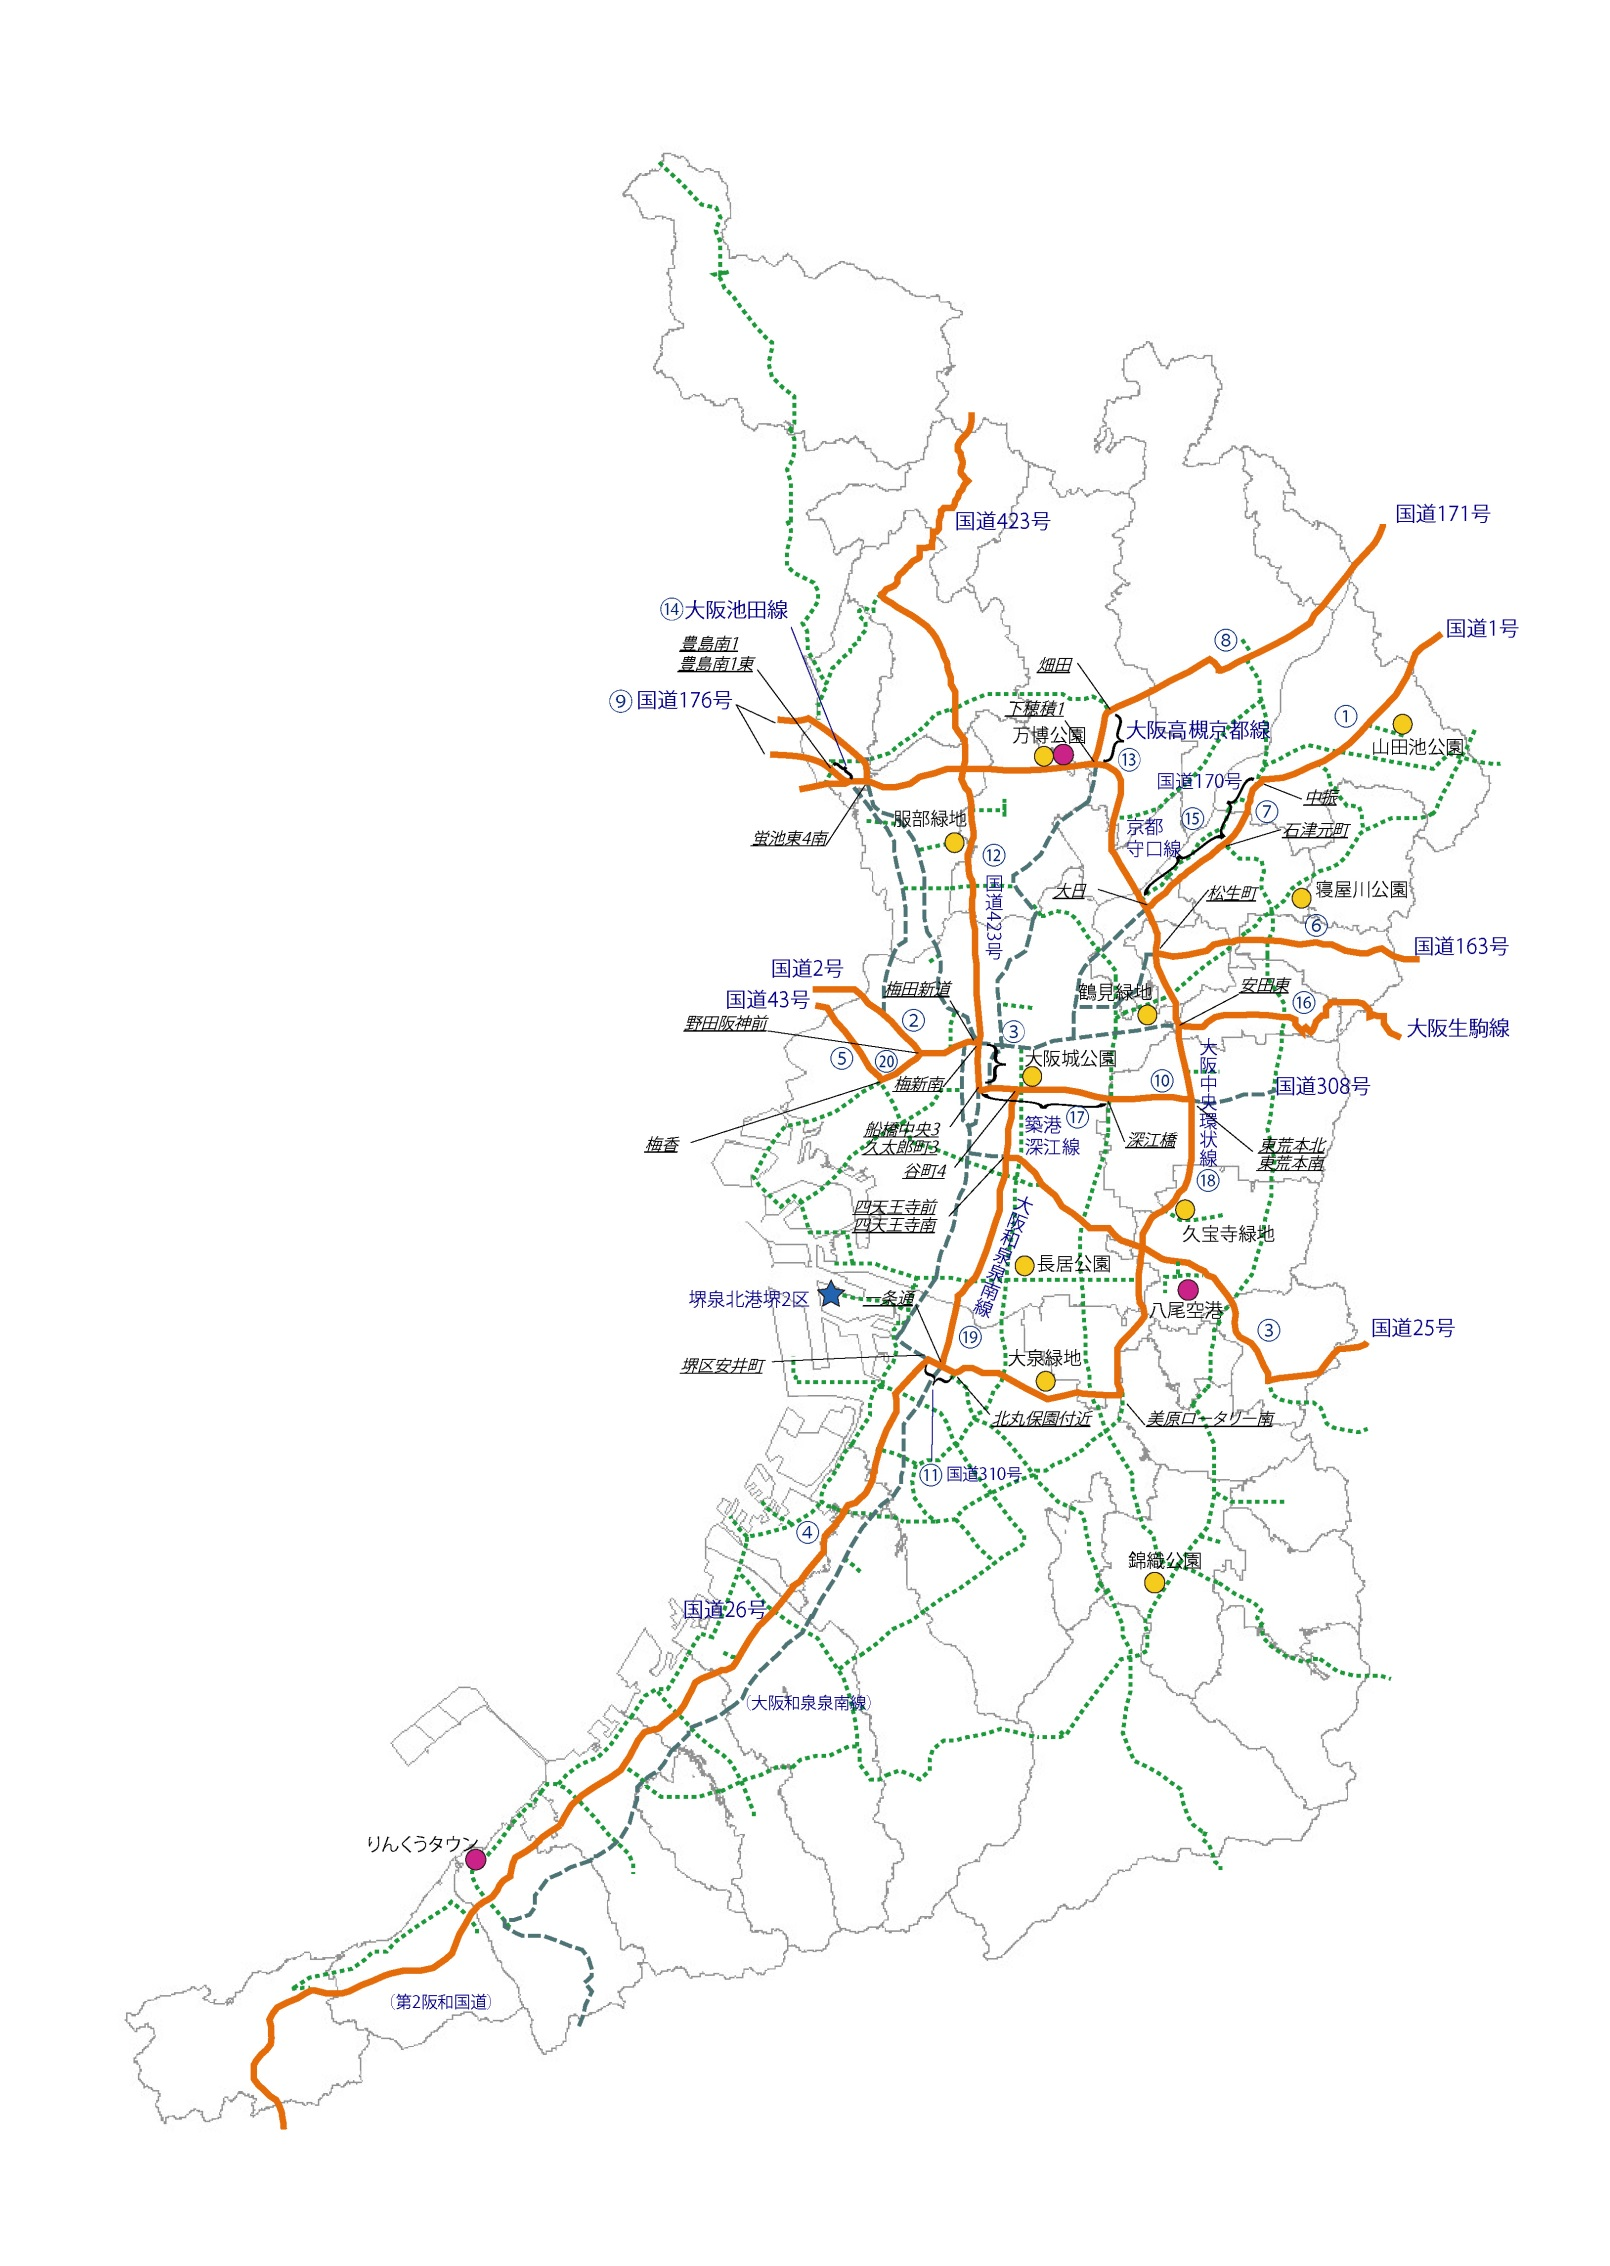 国道171号
国道423号
⑭大阪池田線
国道1号
⑧
豊島南1
豊島南1東
畑田
⑨国道176号
下穂積1
①
大阪高槻京都線
万博公園
山田池公園
⑬
国道170号
中振
⑦
⑮
服部緑地
京都
守口線
石津元町
蛍池東4南
⑫
国道423号
大日
松生町
寝屋川公園
⑥
国道163号
国道2号
梅田新道
鶴見緑地
安田東
国道43号
⑯
野田阪神前
②
③
大阪生駒線
⑤
⑳
大阪城公園
大阪中央環状線
梅新南
⑩
国道308号
⑰
船橋中央3
久太郎町3
築港
深江線
深江橋
梅香
東荒本北
東荒本南
谷町4
⑱
四天王寺前
四天王寺南
大阪和泉泉南線
久宝寺緑地
長居公園
堺泉北港堺2区
一条通
八尾空港
⑲
③
国道25号
大泉緑地
堺区安井町
北丸保園付近
美原ロータリー南
⑪国道310号
④
錦織公園
国道26号
(大阪和泉泉南線)
りんくうタウン
(第2阪和国道)